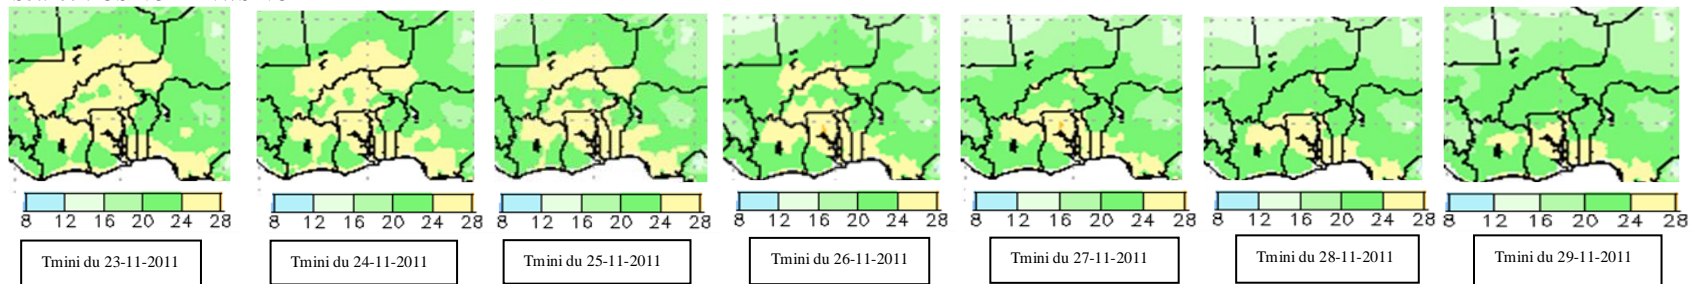 8 12 16 20 24 28
8 12 16 20 24 28
8 12 16 20 24 28
8 12 16 20 24 28
8 12 16 20 24 28
8 12 16 20 24 28
8 12 16 20 24 28
Tmini du 23-11-2011
Tmini du 24-11-2011
Tmini du 25-11-2011
Tmini du 26-11-2011
Tmini du 27-11-2011
Tmini du 28-11-2011
Tmini du 29-11-2011